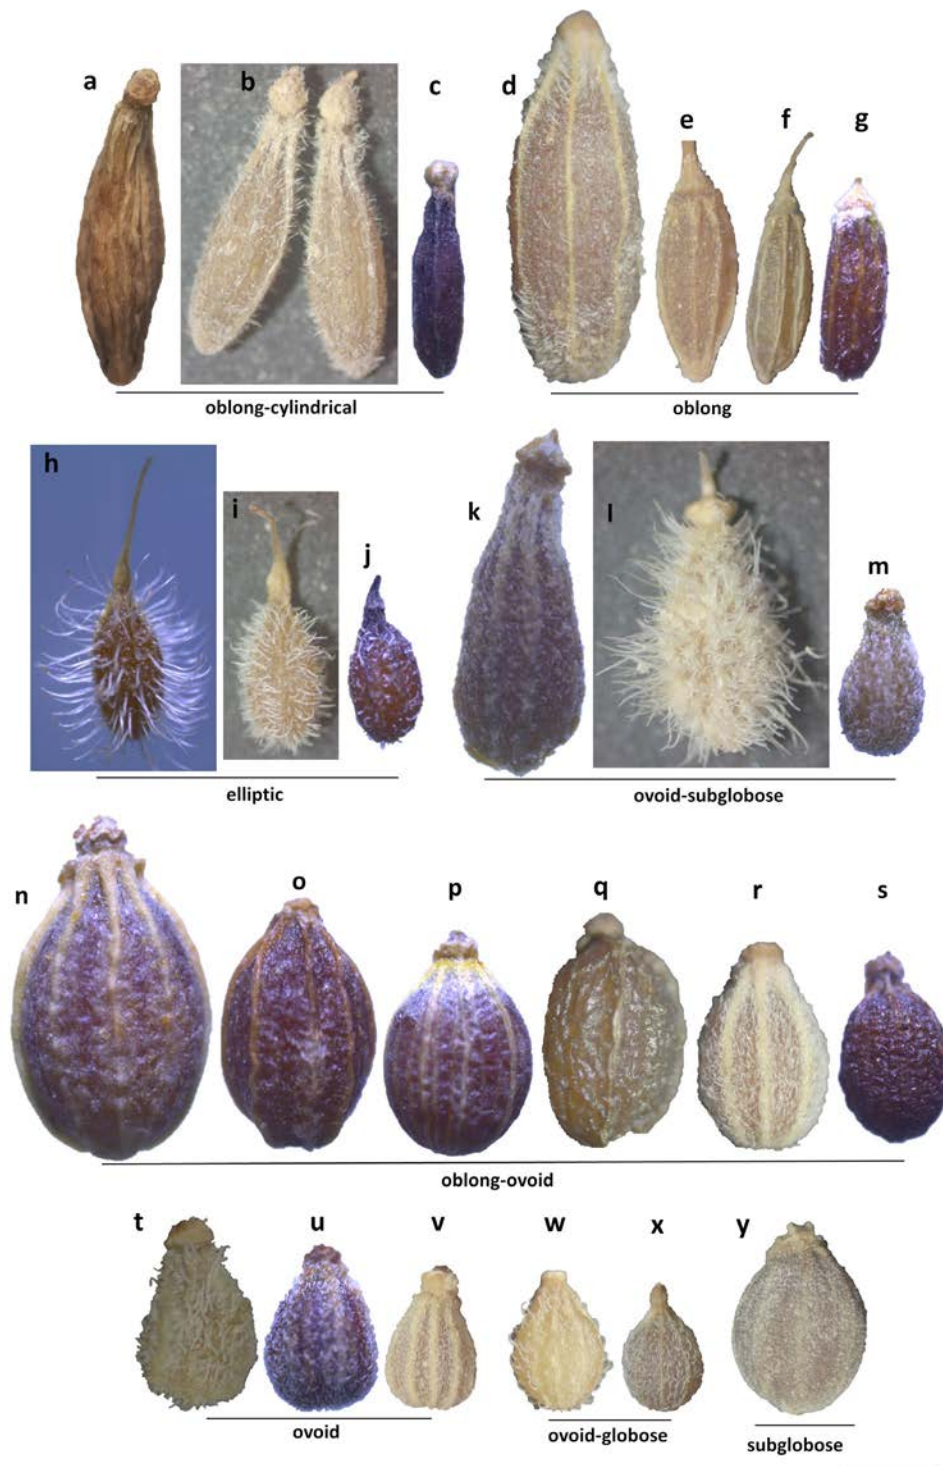 a b c d e f g
oblong-cylindrical oblong
h i j k l m
elliptic ovoid-subglobose
n o p q r s
oblong-ovoid
t u v w x y
ovoid ovoid-globose subglobose